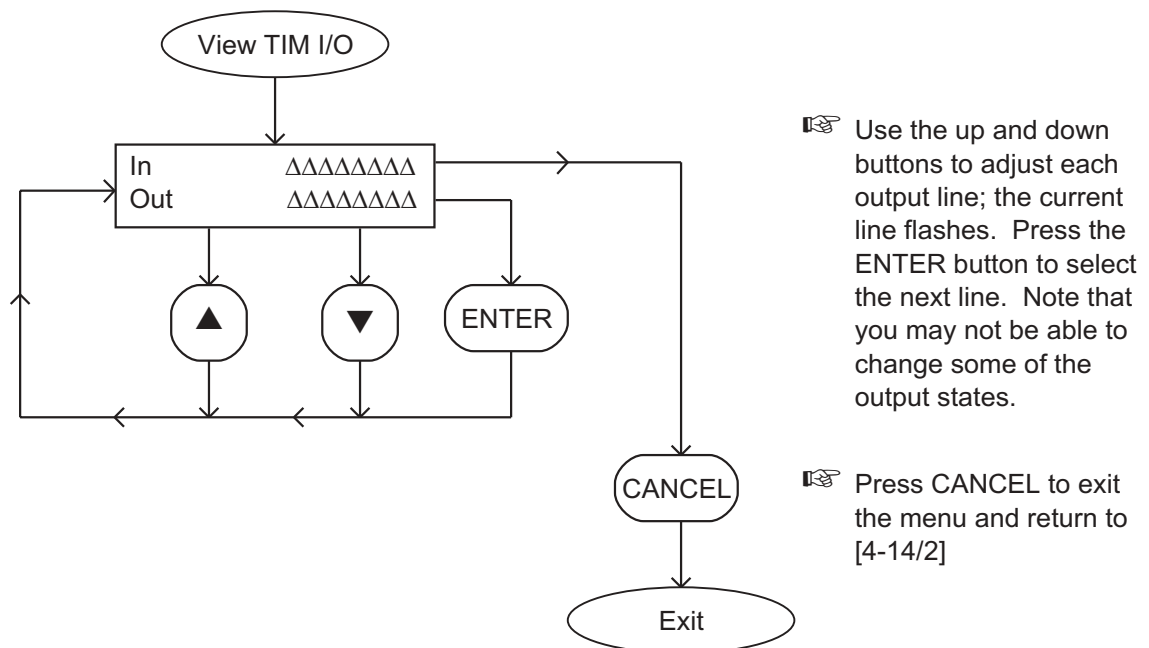 View TIM I/O
In ΔΔΔΔΔΔΔΔ
Out ΔΔΔΔΔΔΔΔ
▲ ▼ ENTER
CANCEL
Exit
☞ Use the up and down
buttons to adjust each
output line; the current
line flashes. Press the
ENTER button to select
the next line. Note that
you may not be able to
change some of the
output states.
☞ Press CANCEL to exit
the menu and return to
[4-14/2]